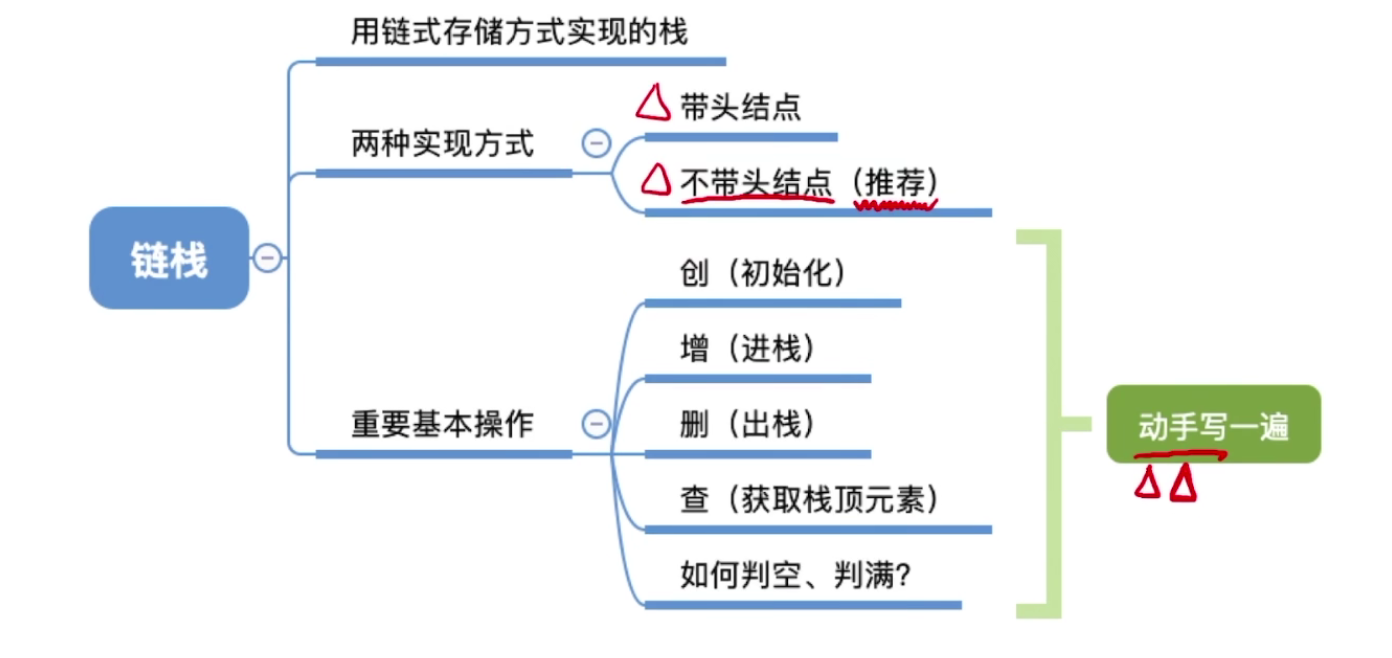 用链式存储方式实现的栈
带头结点
两种实现方式
不带头结点（推荐）
链栈
创（初始化）
增（进栈）
重要基本操作
删（出栈）
动手写一遍
查（获取栈顶元素）
如何判空、判满？